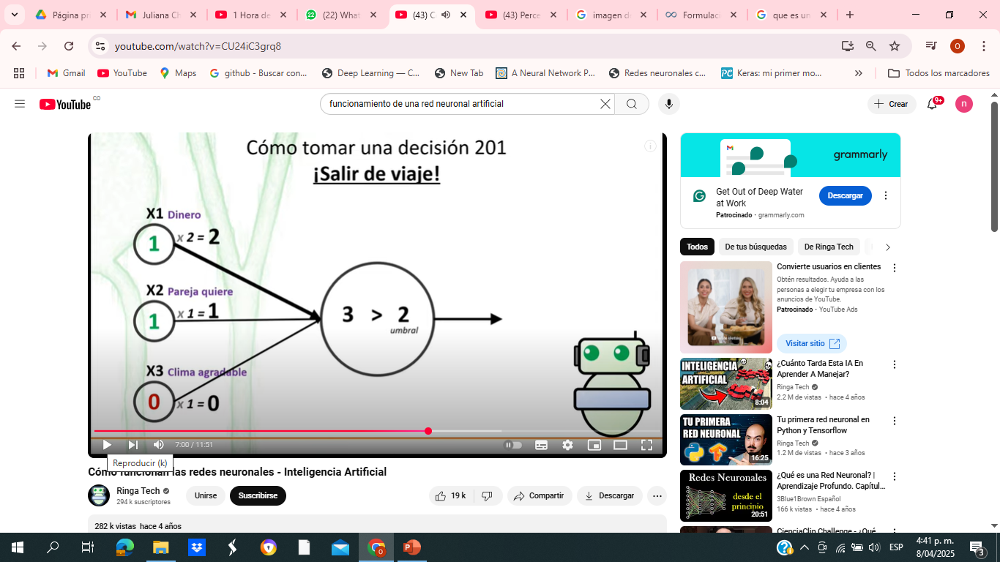 Página pr
Juliana Ch
1 Hora de
(22) What
(43) C
(43) Perce
imagen d
Formulaci
que es un
youtube.com/watch?v=CU24iC3grq8
O
Gmail
YouTube
Maps
github - Buscar con...
Deep Learning — C...
New Tab
A Neural Network P...
Redes neuronales c...
Keras: mi primer mo...
Todos los marcadores
YouTube CO
funcionamiento de una red neuronal artificial
Crear
9+
n
Cómo tomar una decisión 201
¡Salir de viaje!
X1 Dinero
1 x 2 = 2
X2 Pareja quiere
1 x 1 = 1
3 > 2
umbral
X3 Clima agradable
0 x 1 = 0
7:00 / 11:51
Reproducir (k)
Cómo funcionan las redes neuronales - Inteligencia Artificial
Ringa Tech
294 k suscriptores
Unirse
Suscribirse
19 k
Compartir
Descargar
282 k vistas hace 4 años
grammarly
Get Out of Deep Water
at Work
Patrocinado · grammarly.com
Descargar
Todos
De tus búsquedas
De Ringa Tech
Convierte usuarios en clientes
Obtén resultados. Ayuda a las
personas a elegir tu empresa con los
anuncios de YouTube.
Patrocinado · YouTube Ads
Visitar sitio
INTELIGENCIA
ARTIFICIAL
8:04
¿Cuánto Tarda Esta IA En
Aprender A Manejar?
Ringa Tech
2.2 M de vistas · hace 4 años
TU PRIMERA
RED NEURONAL
16:25
Tu primera red neuronal en
Python y Tensorflow
Ringa Tech
1.2 M de vistas · hace 3 años
Redes Neuronales
desde el
principio
20:51
¿Qué es una Red Neuronal? |
Aprendizaje Profundo. Capítul...
3Blue1Brown Español
166 k vistas · hace 4 años
CienciaClip Challenge - ¿Qué
ESP
4:41 p. m.
8/04/2025
3